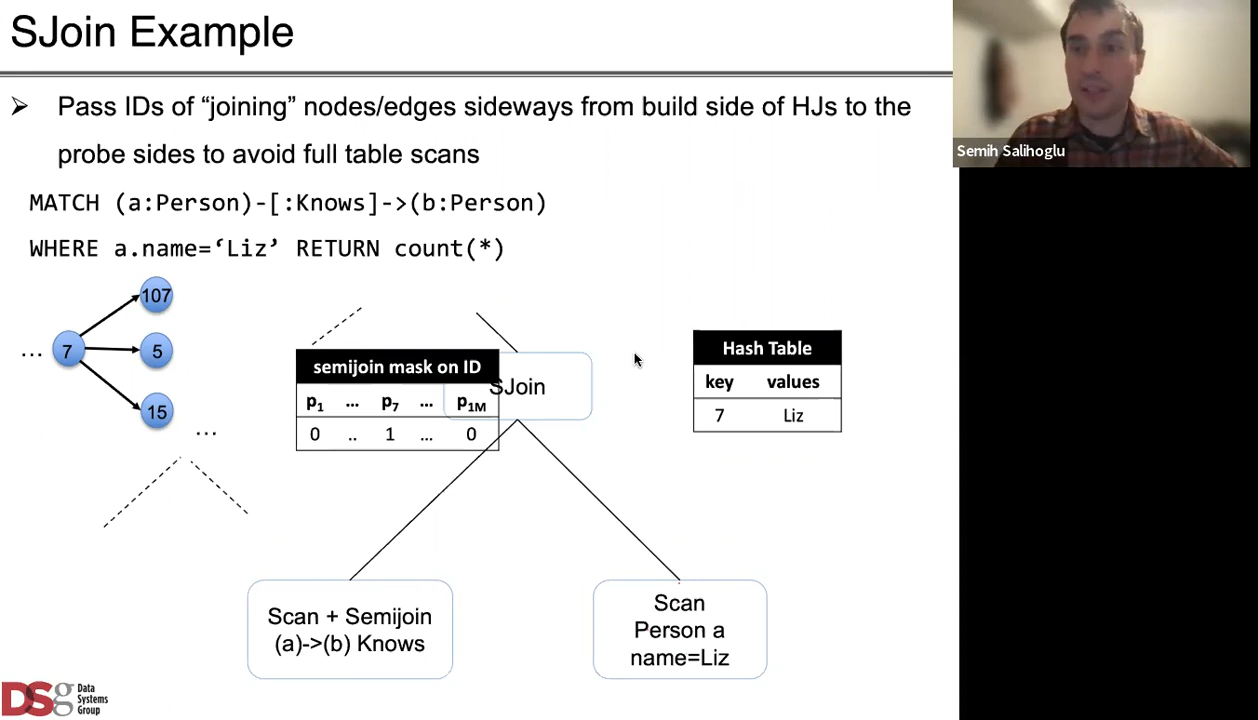 SJoin Example
Semih Salihoglu
➢ Pass IDs of “joining” nodes/edges sideways from build side of HJs to the
probe sides to avoid full table scans
MATCH (a:Person)-[:Knows]->(b:Person)
WHERE a.name=‘Liz’ RETURN count(*)
107
... 7 5
15
...
semijoin mask on ID
p1 ... p7 ... p1M
0 .. 1 ... 0
SJoin
Hash Table
key values
7 Liz
Scan + Semijoin
(a)->(b) Knows
Scan
Person a
name=Liz
DSg Data
Systems
Group